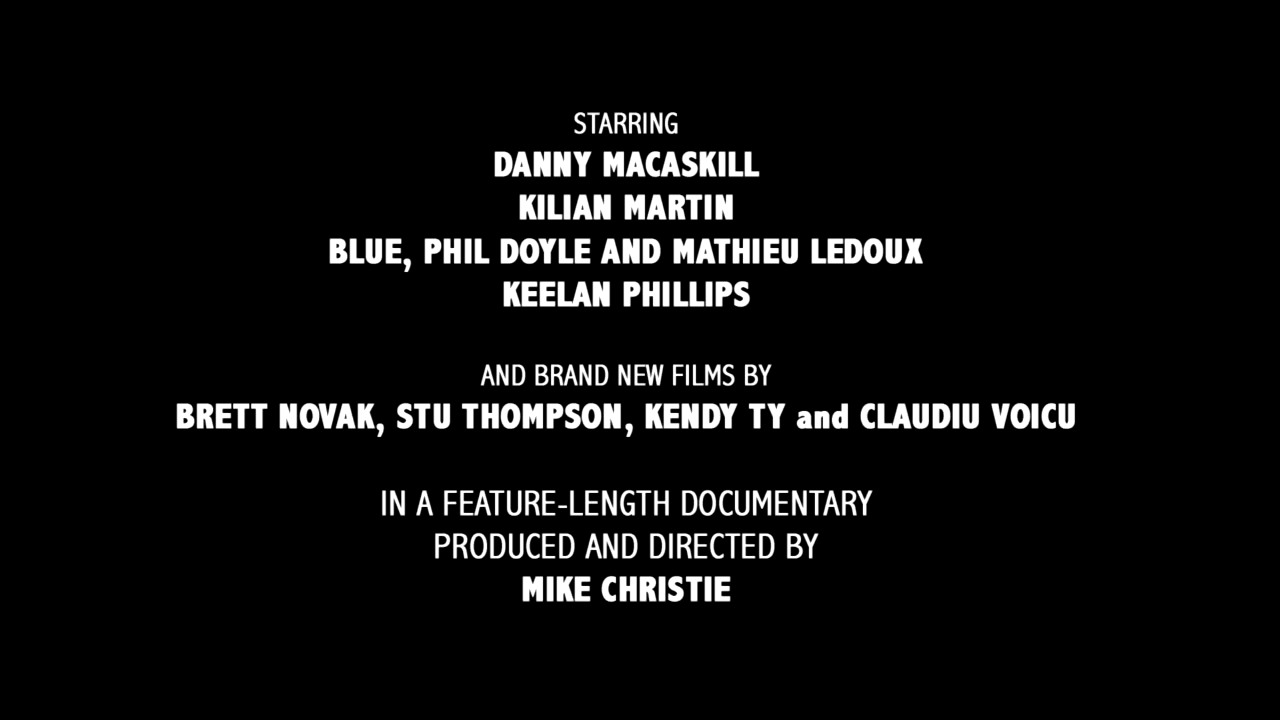 STARRING
DANNY MACASKILL
KILIAN MARTIN
BLUE, PHIL DOYLE AND MATHIEU LEDOUX
KEELAN PHILLIPS
AND BRAND NEW FILMS BY
BRETT NOVAK, STU THOMPSON, KENDY TY and CLAUDIU VOICU
IN A FEATURE-LENGTH DOCUMENTARY
PRODUCED AND DIRECTED BY
MIKE CHRISTIE